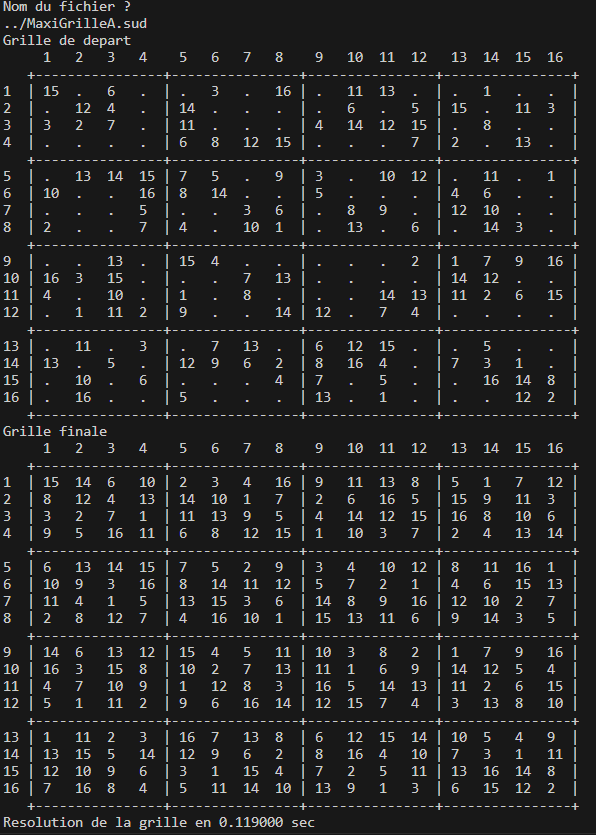 Nom du fichier ?
../MaxiGrilleA.sud
Grille de depart
     1  2  3  4    5  6  7  8    9  10 11 12   13 14 15 16
   +----------------+----------------+----------------+----------------+
1  | 15 .  6  .  | .  3  .  16 | .  11 13 .  | .  1  .  .  |
2  | .  12 4  .  | 14 .  .  .  | .  6  .  5  | 15 .  11 3  |
3  | 3  2  7  .  | 11 .  .  .  | 4  14 12 15 | .  8  .  .  |
4  | .  .  .  .  | 6  8  12 15 | .  .  .  7  | 2  .  13 .  |
   +----------------+----------------+----------------+----------------+
5  | .  13 14 15 | 7  5  .  9  | 3  .  10 12 | .  11 .  1  |
6  | 10 .  .  16 | 8  14 .  .  | 5  .  .  .  | 4  6  .  .  |
7  | .  .  .  5  | .  .  3  6  | .  8  9  .  | 12 10 .  .  |
8  | 2  .  .  7  | 4  .  10 1  | .  13 .  6  | .  14 3  .  |
   +----------------+----------------+----------------+----------------+
9  | .  .  13 .  | 15 4  .  .  | .  .  .  2  | 1  7  9  16 |
10 | 16 3  15 .  | .  .  7  13 | .  .  .  .  | 14 12 .  .  |
11 | 4  .  10 .  | 1  .  8  .  | .  .  14 13 | 11 2  6  15 |
12 | .  1  11 2  | 9  .  .  14 | 12 .  7  4  | .  .  .  .  |
   +----------------+----------------+----------------+----------------+
13 | .  11 .  3  | .  7  13 .  | 6  12 15 .  | .  5  .  .  |
14 | 13 .  5  .  | 12 9  6  2  | 8  16 4  .  | 7  3  1  .  |
15 | .  10 .  6  | .  .  .  4  | 7  .  5  .  | .  16 14 8  |
16 | .  16 .  .  | 5  .  .  .  | 13 .  1  .  | .  .  12 2  |
   +----------------+----------------+----------------+----------------+
Grille finale
     1  2  3  4    5  6  7  8    9  10 11 12   13 14 15 16
   +----------------+----------------+----------------+----------------+
1  | 15 14 6  10 | 2  3  4  16 | 9  11 13 8  | 5  1  7  12 |
2  | 8  12 4  13 | 14 10 1  7  | 2  6  16 5  | 15 9  11 3  |
3  | 3  2  7  1  | 11 13 9  5  | 4  14 12 15 | 16 8  10 6  |
4  | 9  5  16 11 | 6  8  12 15 | 1  10 3  7  | 2  4  13 14 |
   +----------------+----------------+----------------+----------------+
5  | 6  13 14 15 | 7  5  2  9  | 3  4  10 12 | 8  11 16 1  |
6  | 10 9  3  16 | 8  14 11 12 | 5  7  2  1  | 4  6  15 13 |
7  | 11 4  1  5  | 13 15 3  6  | 14 8  9  16 | 12 10 2  7  |
8  | 2  8  12 7  | 4  16 10 1  | 15 13 11 6  | 9  14 3  5  |
   +----------------+----------------+----------------+----------------+
9  | 14 6  13 12 | 15 4  5  11 | 10 3  8  2  | 1  7  9  16 |
10 | 16 3  15 8  | 10 2  7  13 | 11 1  6  9  | 14 12 5  4  |
11 | 4  7  10 9  | 1  12 8  3  | 16 5  14 13 | 11 2  6  15 |
12 | 5  1  11 2  | 9  6  16 14 | 12 15 7  4  | 3  13 8  10 |
   +----------------+----------------+----------------+----------------+
13 | 1  11 2  3  | 16 7  13 8  | 6  12 15 14 | 10 5  4  9  |
14 | 13 15 5  14 | 12 9  6  2  | 8  16 4  10 | 7  3  1  11 |
15 | 12 10 9  6  | 3  1  15 4  | 7  2  5  11 | 13 16 14 8  |
16 | 7  16 8  4  | 5  11 14 10 | 13 9  1  3  | 6  15 12 2  |
   +----------------+----------------+----------------+----------------+
Resolution de la grille en 0.119000 sec